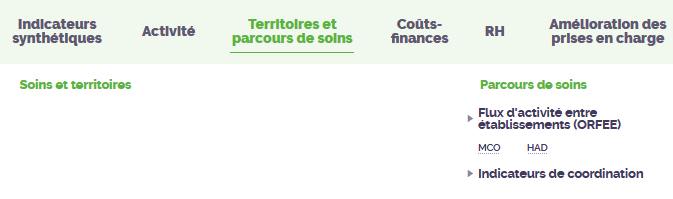 Indicateurs
synthétiques
Activité
Territoires et
parcours de soins
Coûts-
finances
RH
Amélioration des
prises en charge
Soins et territoires
Parcours de soins
Flux d'activité entre
établissements (ORFEE)
MCO HAD
Indicateurs de coordination